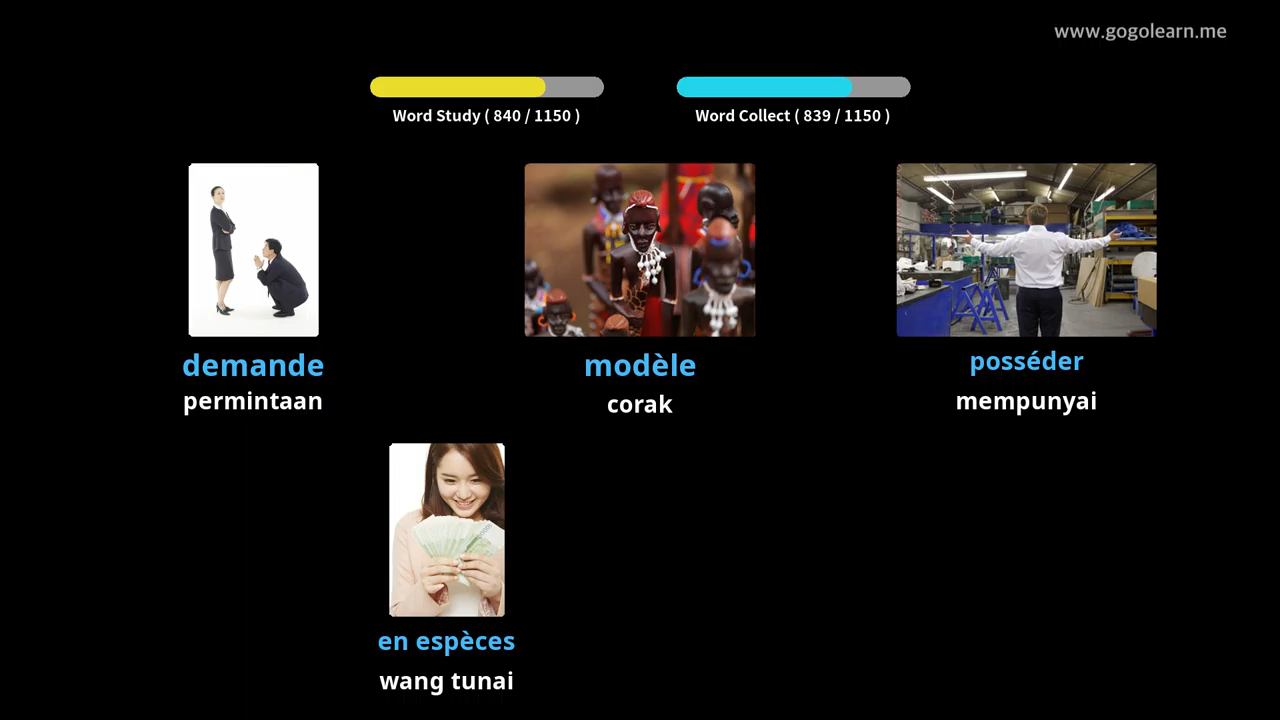 www.gogolearn.me
Word Study ( 840 / 1150 )
Word Collect ( 839 / 1150 )
demande
permintaan
modèle
corak
posséder
mempunyai
en espèces
wang tunai